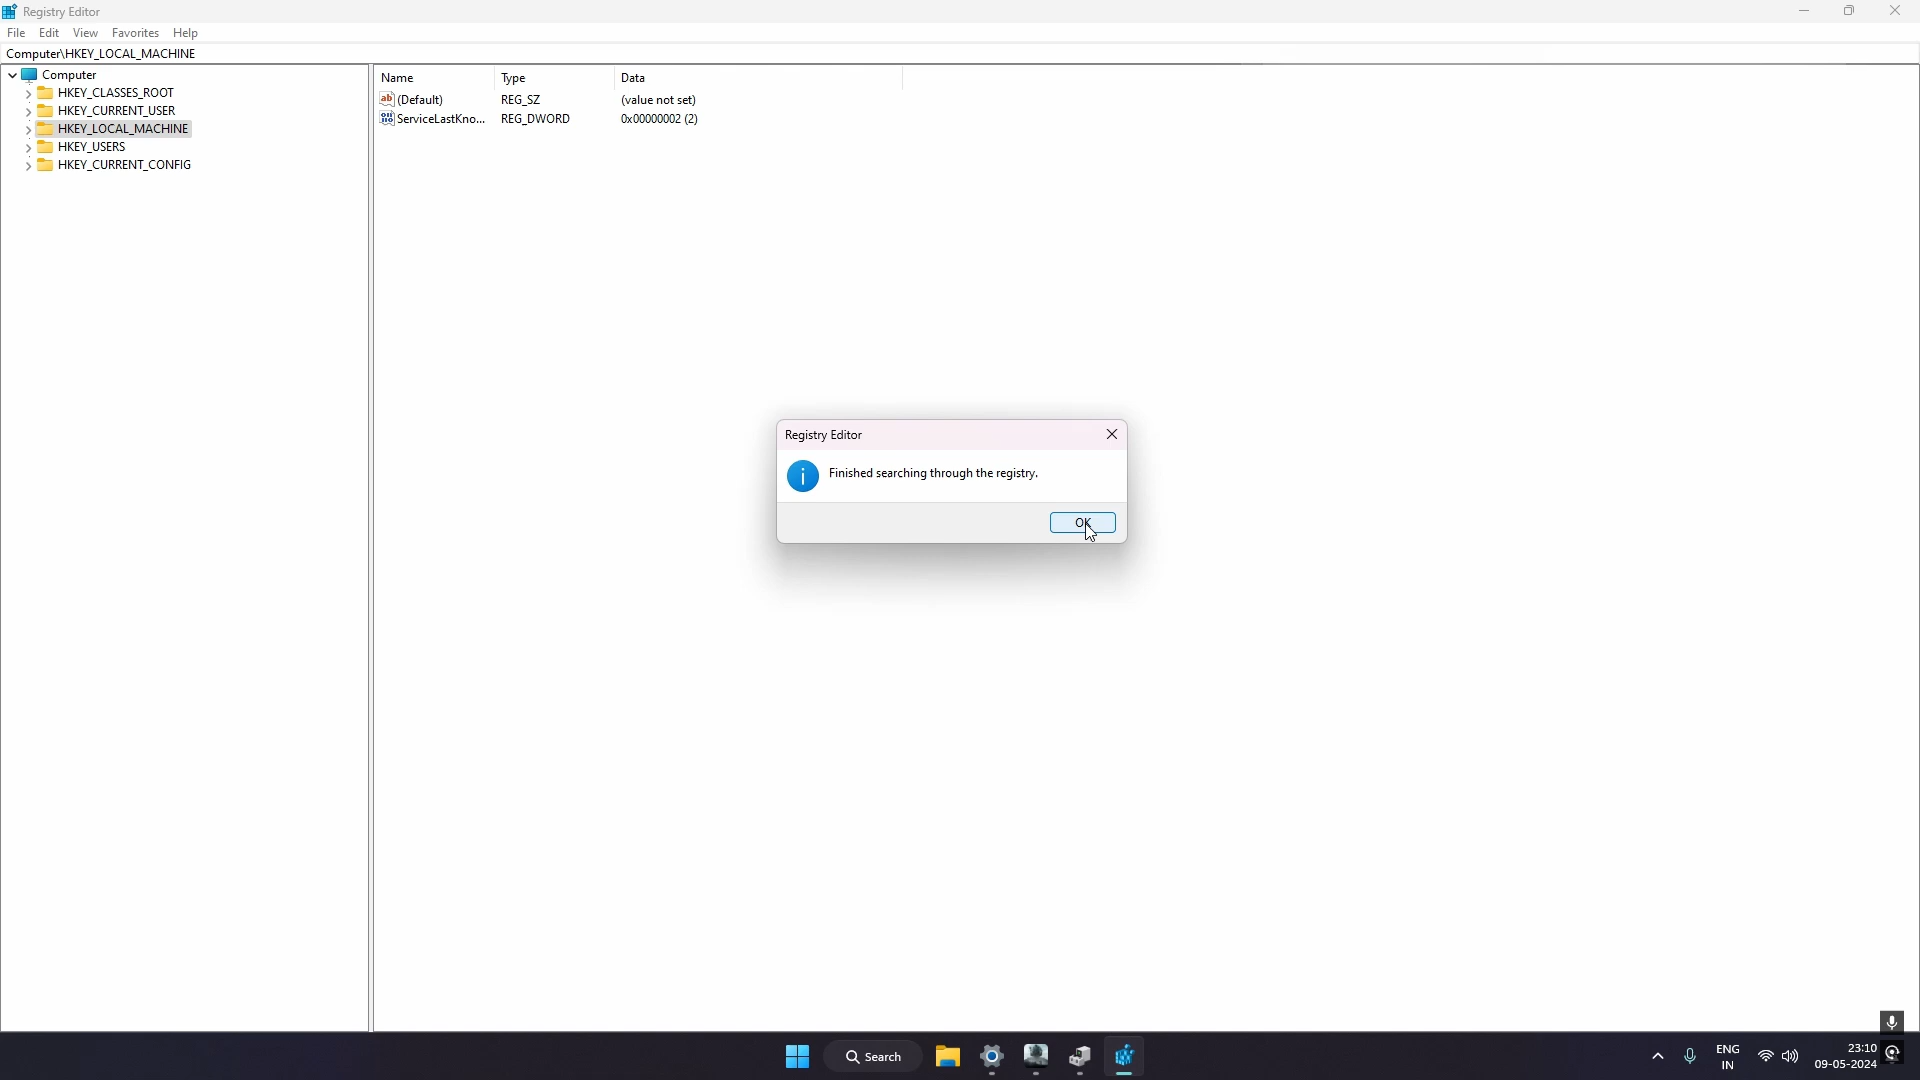 Registry Editor
File Edit View Favorites Help
Computer\HKEY_LOCAL_MACHINE
Computer
HKEY_CLASSES_ROOT
HKEY_CURRENT_USER
HKEY_LOCAL_MACHINE
HKEY_USERS
HKEY_CURRENT_CONFIG
Name Type Data
ab (Default) REG_SZ (value not set)
ServiceLastKno... REG_DWORD 0x00000002 (2)
Registry Editor
Finished searching through the registry.
OK
Search
ENG
IN
23:10
09-05-2024